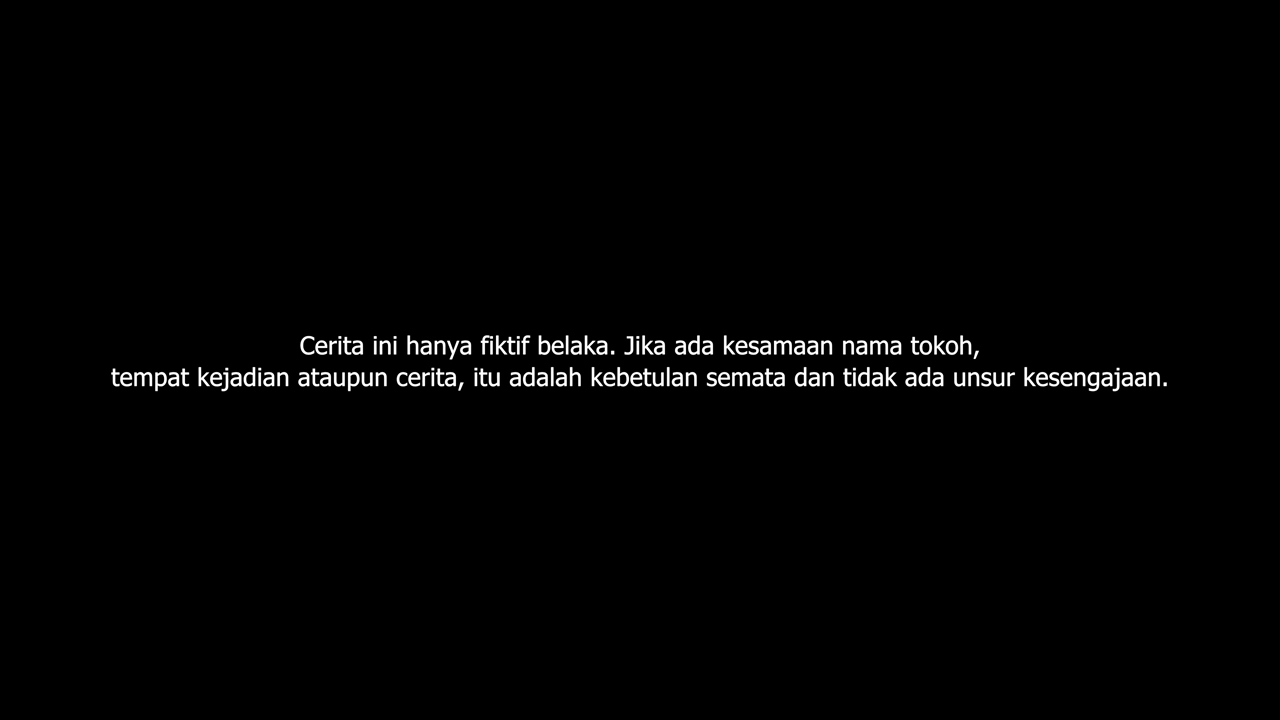 Cerita ini hanya fiktif belaka. Jika ada kesamaan nama tokoh,
tempat kejadian ataupun cerita, itu adalah kebetulan semata dan tidak ada unsur kesengajaan.